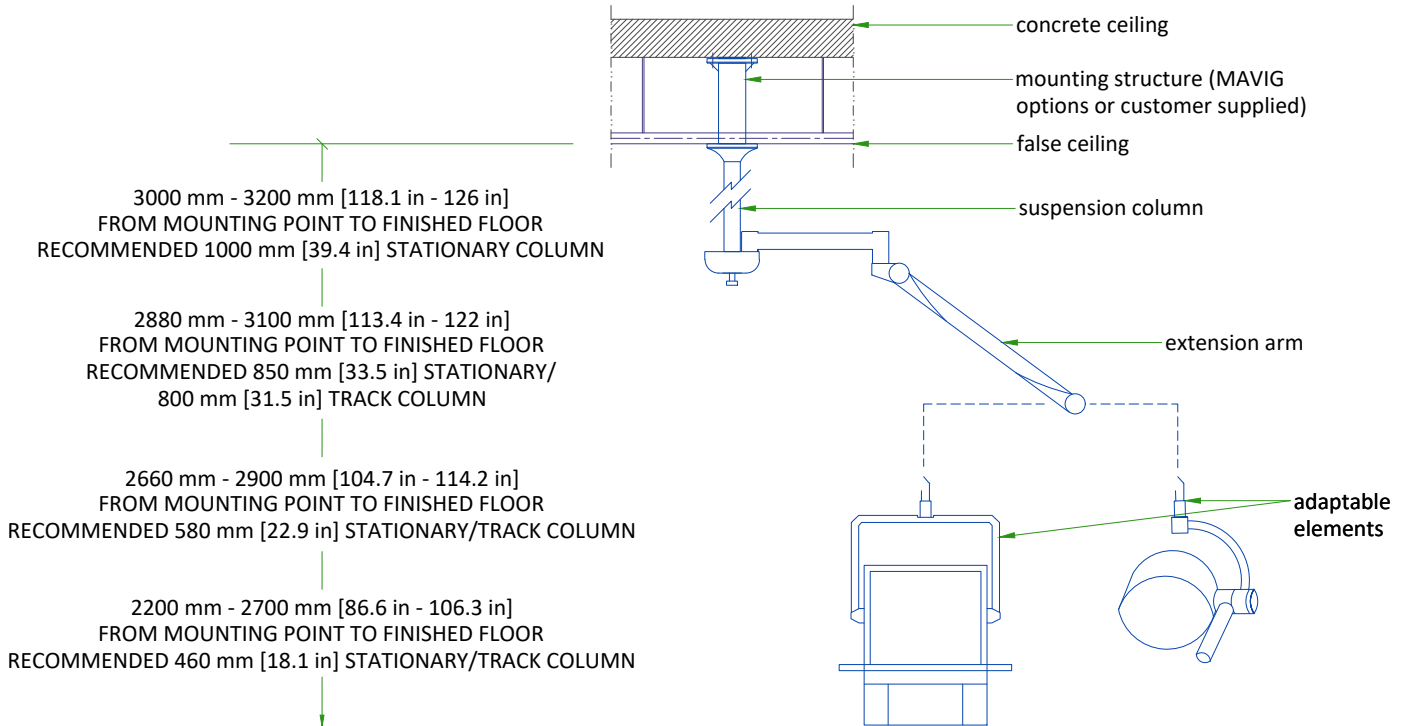 concrete ceiling
mounting structure (MAVIG
options or customer supplied)
false ceiling
3000 mm - 3200 mm [118.1 in - 126 in]
FROM MOUNTING POINT TO FINISHED FLOOR
RECOMMENDED 1000 mm [39.4 in] STATIONARY COLUMN
suspension column
2880 mm - 3100 mm [113.4 in - 122 in]
FROM MOUNTING POINT TO FINISHED FLOOR
RECOMMENDED 850 mm [33.5 in] STATIONARY/
800 mm [31.5 in] TRACK COLUMN
extension arm
2660 mm - 2900 mm [104.7 in - 114.2 in]
FROM MOUNTING POINT TO FINISHED FLOOR
RECOMMENDED 580 mm [22.9 in] STATIONARY/TRACK COLUMN
adaptable
elements
2200 mm - 2700 mm [86.6 in - 106.3 in]
FROM MOUNTING POINT TO FINISHED FLOOR
RECOMMENDED 460 mm [18.1 in] STATIONARY/TRACK COLUMN